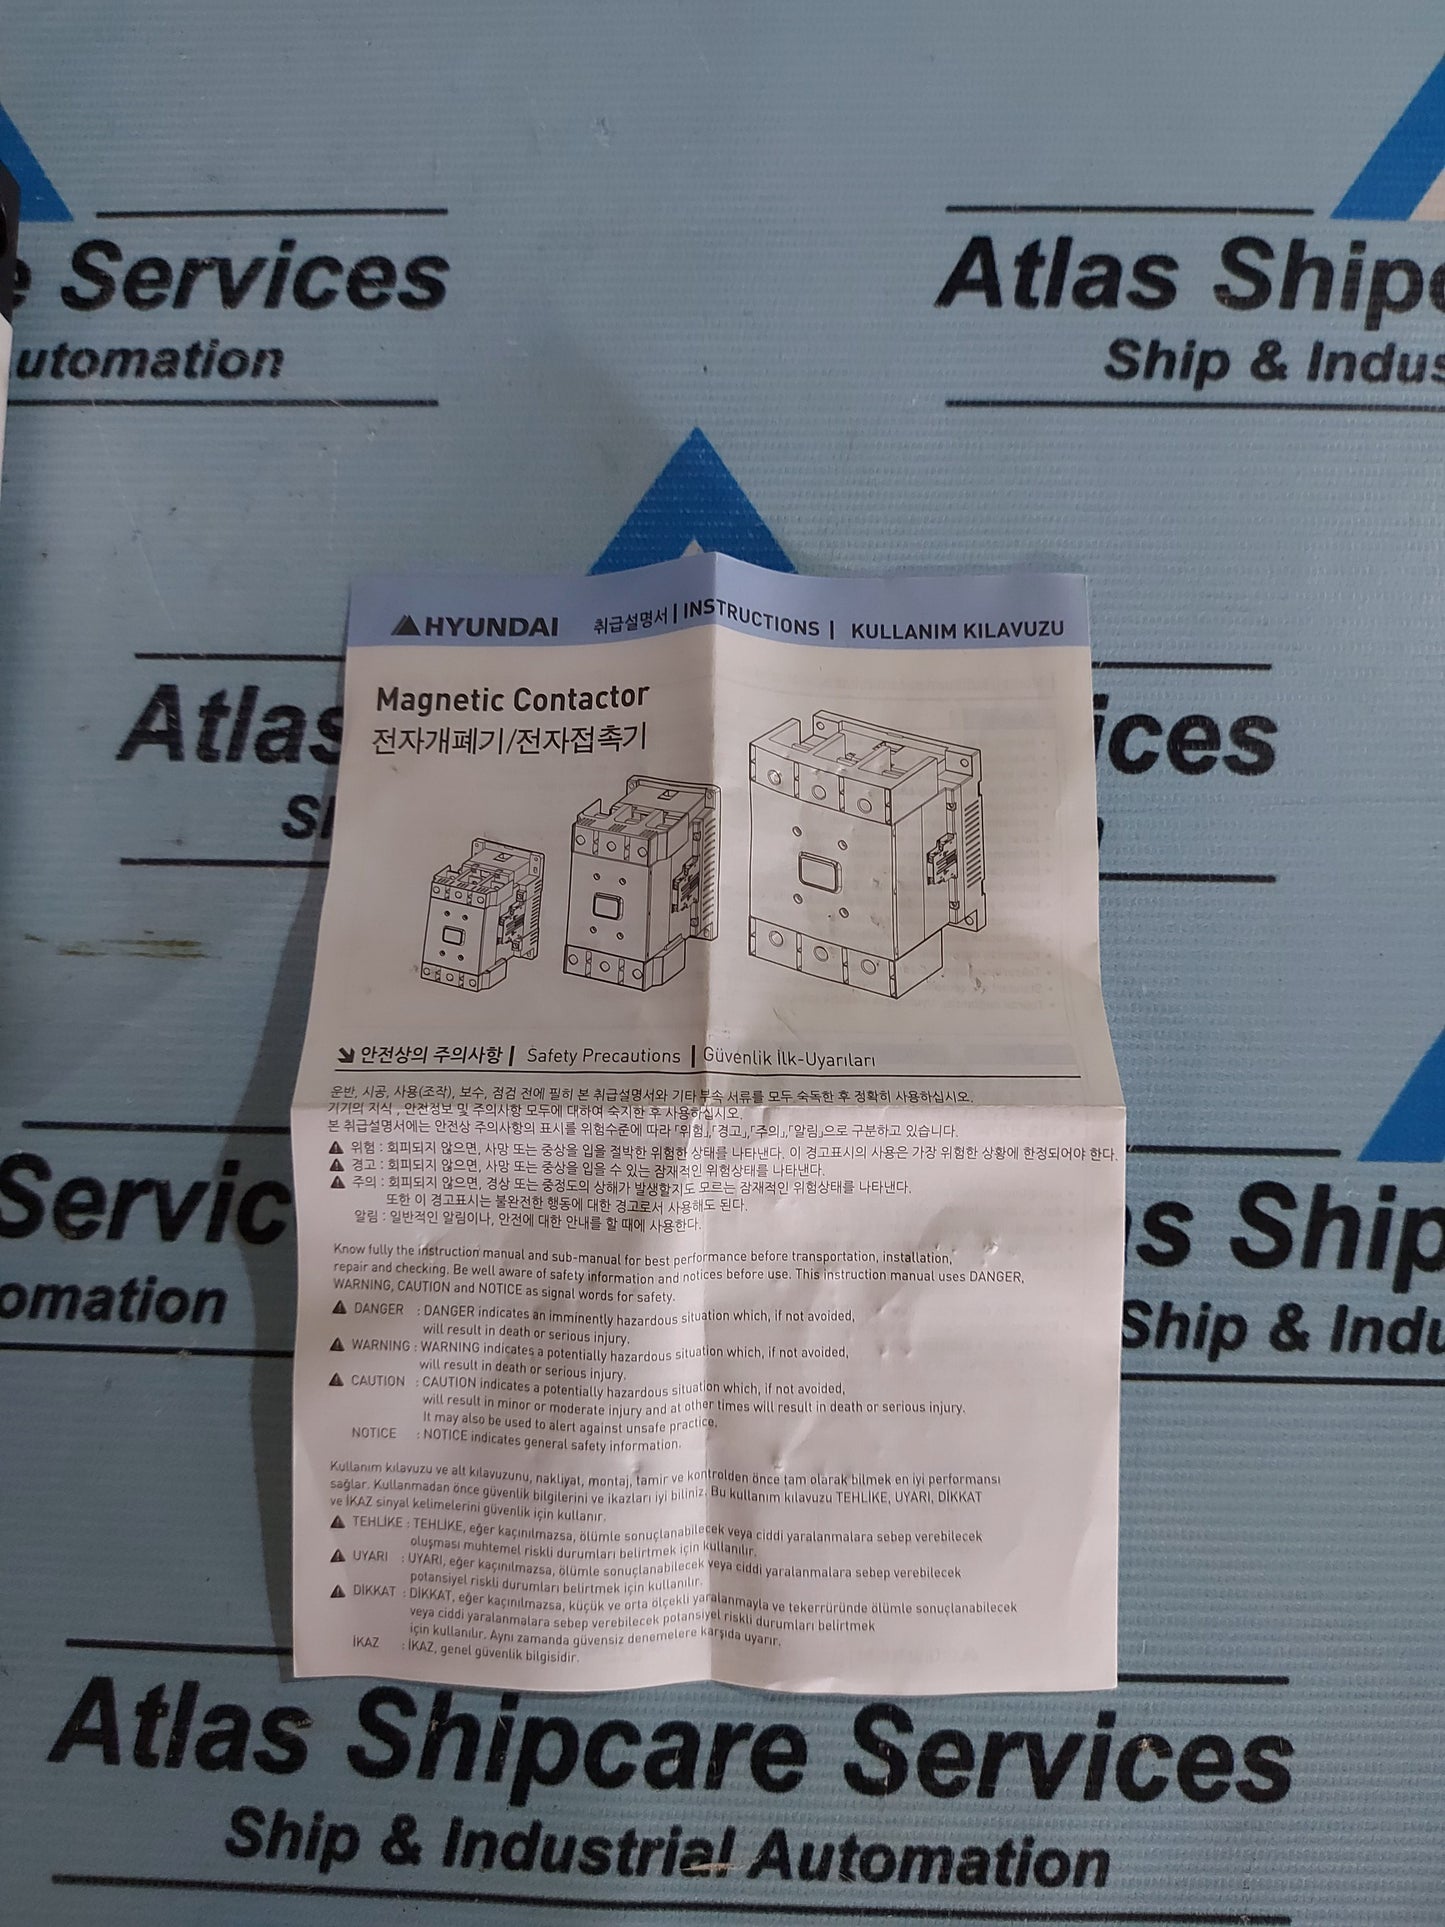 e Services
utomation
Atlas Shipc
Ship & Indus
HYUNDAI 취급설명서 | INSTRUCTIONS | KULLANIM KILAVUZU
Magnetic Contactor
전자개폐기/전자접촉기
Atlas
ces
안전상의 주의사항 | Safety Precautions | Güvenlik İlk-Uyarıları
운반, 시공, 사용(조작), 보수, 점검 전에 필히 본 취급설명서와 기타 부속 서류를 모두 숙독한 후 정확히 사용하십시오.
기기의 지식, 안전정보 및 주의사항 모두에 대하여 숙지한 후 사용하십시오.
본 취급설명서에는 안전상 주의사항의 표시를 위험수준에 따라 「위험」,「경고」,「주의」,「알림」으로 구분하고 있습니다.
위험 : 회피되지 않으면, 사망 또는 중상을 입을 절박한 위험한 상태를 나타낸다. 이 경고표시의 사용은 가장 위험한 상황에 한정되어야 한다.
경고 : 회피되지 않으면, 사망 또는 중상을 입을 수 있는 잠재적인 위험상태를 나타낸다.
주의 : 회피되지 않으면, 경상 또는 중정도의 상해가 발생할지도 모르는 잠재적인 위험상태를 나타낸다.
또한 이 경고표시는 불완전한 행동에 대한 경고로서 사용해도 된다.
알림 : 일반적인 알림이나, 안전에 대한 안내를 할 때에 사용한다.
Know fully the instruction manual and sub-manual for best performance before transportation, installation,
repair and checking. Be well aware of safety information and notices before use. This instruction manual uses DANGER,
WARNING, CAUTION and NOTICE as signal words for safety.
DANGER : DANGER indicates an imminently hazardous situation which, if not avoided,
will result in death or serious injury.
WARNING : WARNING indicates a potentially hazardous situation which, if not avoided,
will result in death or serious injury.
CAUTION : CAUTION indicates a potentially hazardous situation which, if not avoided,
will result in minor or moderate injury and at other times will result in death or serious injury.
It may also be used to alert against unsafe practice.
NOTICE : NOTICE indicates general safety information.
Kullanım kılavuzu ve alt kılavuzunu, nakliyat, montaj, tamir ve kontrolden önce tam olarak bilmek en iyi performansı
sağlar. Kullanmadan önce güvenlik bilgilerini ve ikazları iyi biliniz. Bu kullanım kılavuzu TEHLİKE, UYARI, DİKKAT
ve İKAZ sinyal kelimelerini güvenlik için kullanır.
TEHLİKE : TEHLİKE, eğer kaçınılmazsa, ölümle sonuçlanabilecek veya ciddi yaralanmalara sebep verebilecek
oluşması muhtemel riskli durumları belirtmek için kullanılır.
UYARI : UYARI, eğer kaçınılmazsa, ölümle sonuçlanabilecek veya ciddi yaralanmalara sebep verebilecek
potansiyel riskli durumları belirtmek için kullanılır.
DİKKAT : DİKKAT, eğer kaçınılmazsa, küçük ve orta ölçekli yaralanmayla ve tekerrüründe ölümle sonuçlanabilecek
veya ciddi yaralanmalara sebep verebilecek potansiyel riskli durumları belirtmek
için kullanılır. Aynı zamanda güvensiz denemelere karşıda uyarır.
İKAZ : İKAZ, genel güvenlik bilgisidir.
Servic
omation
s Ship
Ship & Indu
Atlas Shipcare Services
Ship & Industrial Automation